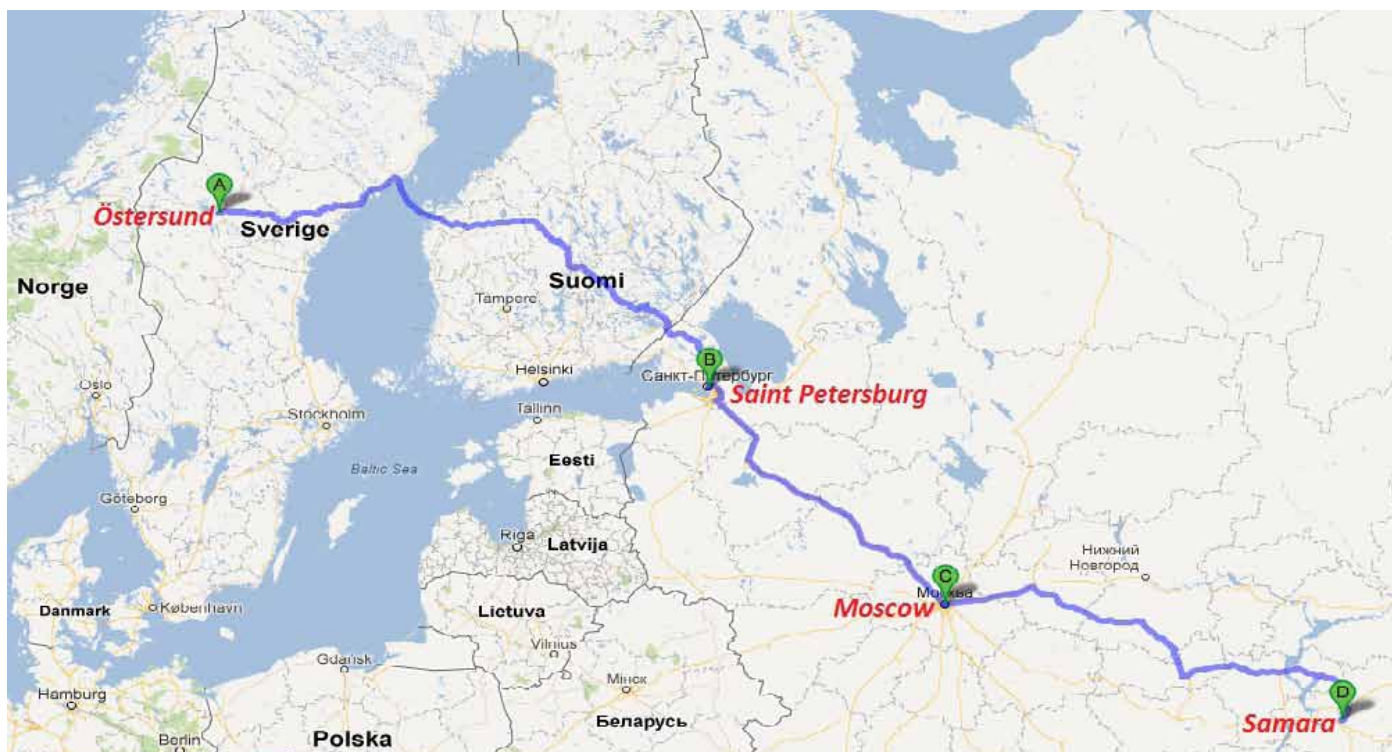 A
Östersund
Sverige
Norge
Suomi
Tampere
B
Санкт-Петербург
Saint Petersburg
Helsinki
Oslo
Stockholm
Tallinn
Baltic Sea
Eesti
Göteborg
Riga
Latvija
Нижний
Новгород
C
Москва
Moscow
Danmark
København
Lietuva
Vilnius
Gdańsk
Минск
D
Samara
Hamburg
Беларусь
Polska
Berlin